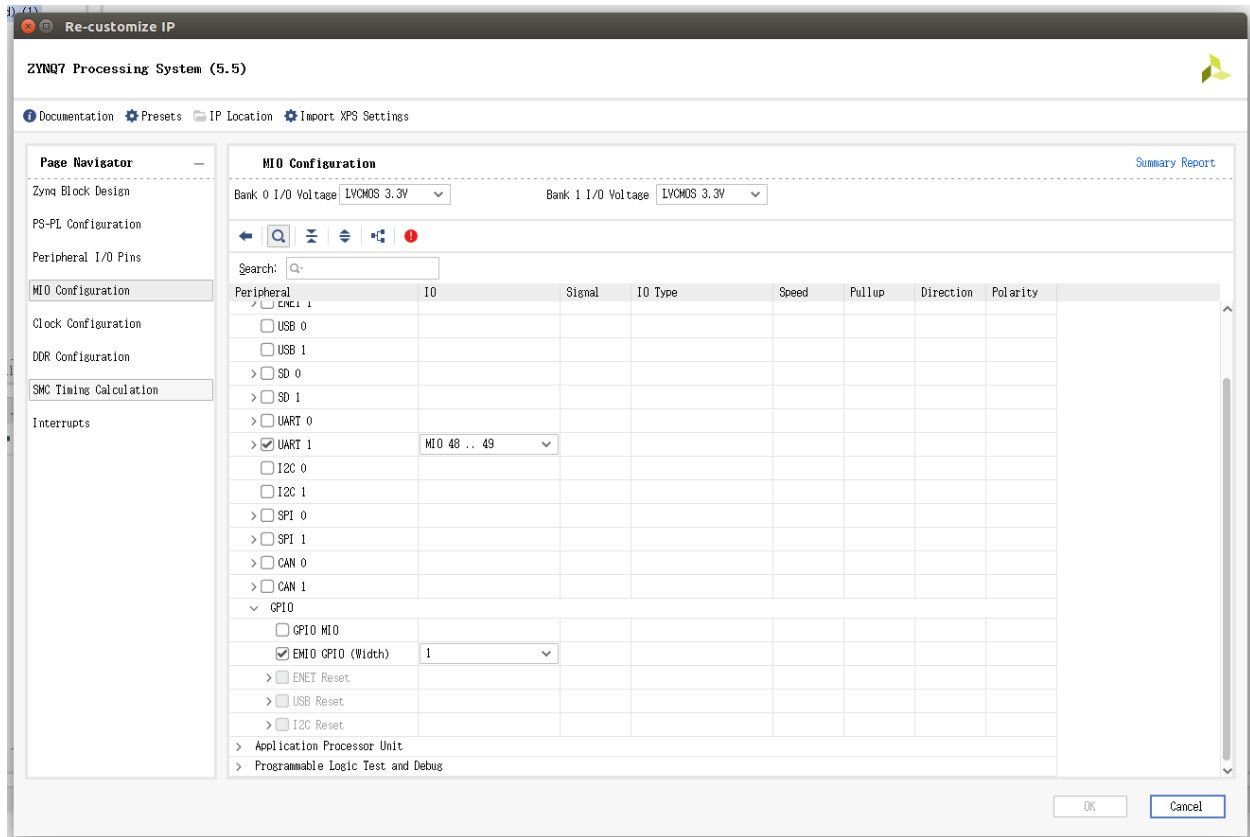 Re-customize IP
ZYNQ7 Processing System (5.5)
Documentation Presets IP Location Import XPS Settings
Page Navigator
Zynq Block Design
PS-PL Configuration
Peripheral I/O Pins
MIO Configuration
Clock Configuration
DDR Configuration
SMC Timing Calculation
Interrupts
MIO Configuration Summary Report
Bank 0 I/O Voltage LVCMOS 3.3V Bank 1 I/O Voltage LVCMOS 3.3V
Search:
Peripheral IO Signal IO Type Speed Pullup Direction Polarity
ENET 1
USB 0
USB 1
SD 0
SD 1
UART 0
UART 1 MIO 48 .. 49
I2C 0
I2C 1
SPI 0
SPI 1
CAN 0
CAN 1
GPIO
GPIO MIO
EMIO GPIO (Width) 1
ENET Reset
USB Reset
I2C Reset
Application Processor Unit
Programmable Logic Test and Debug
OK Cancel